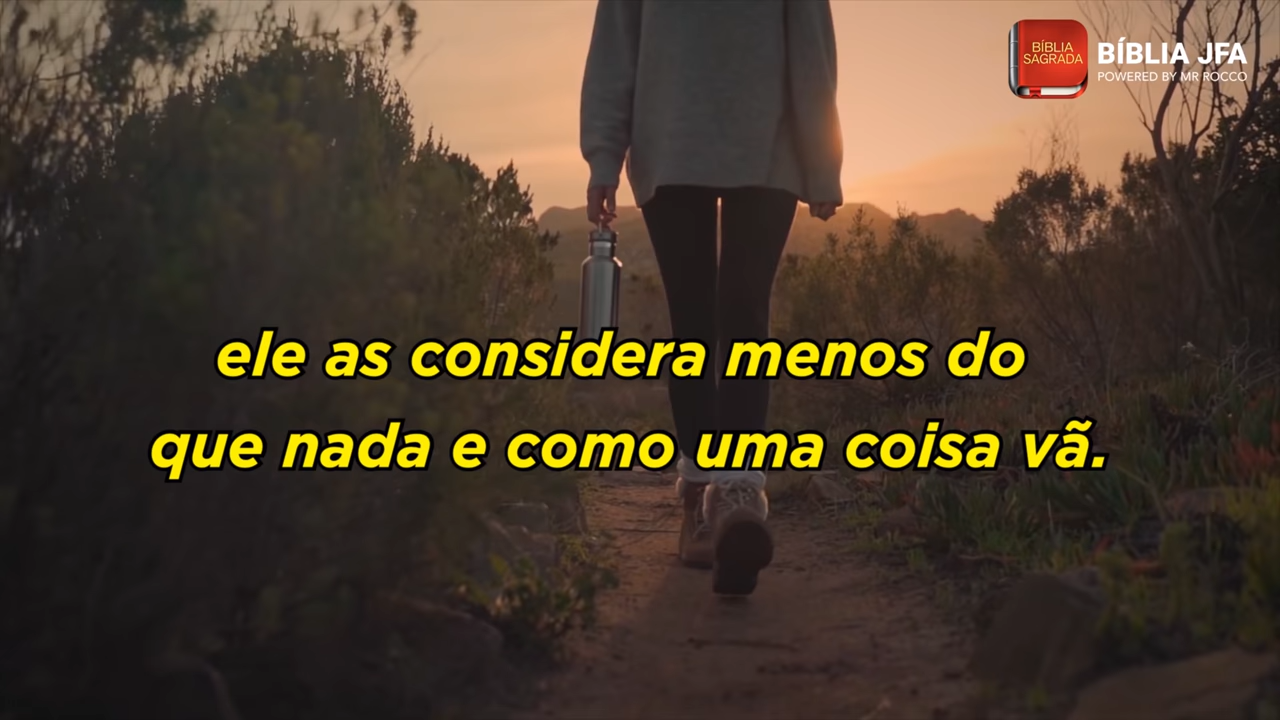 BÍBLIA
SAGRADA
BÍBLIA JFA
POWERED BY MR ROCCO
ele as considera menos do
que nada e como uma coisa vã.